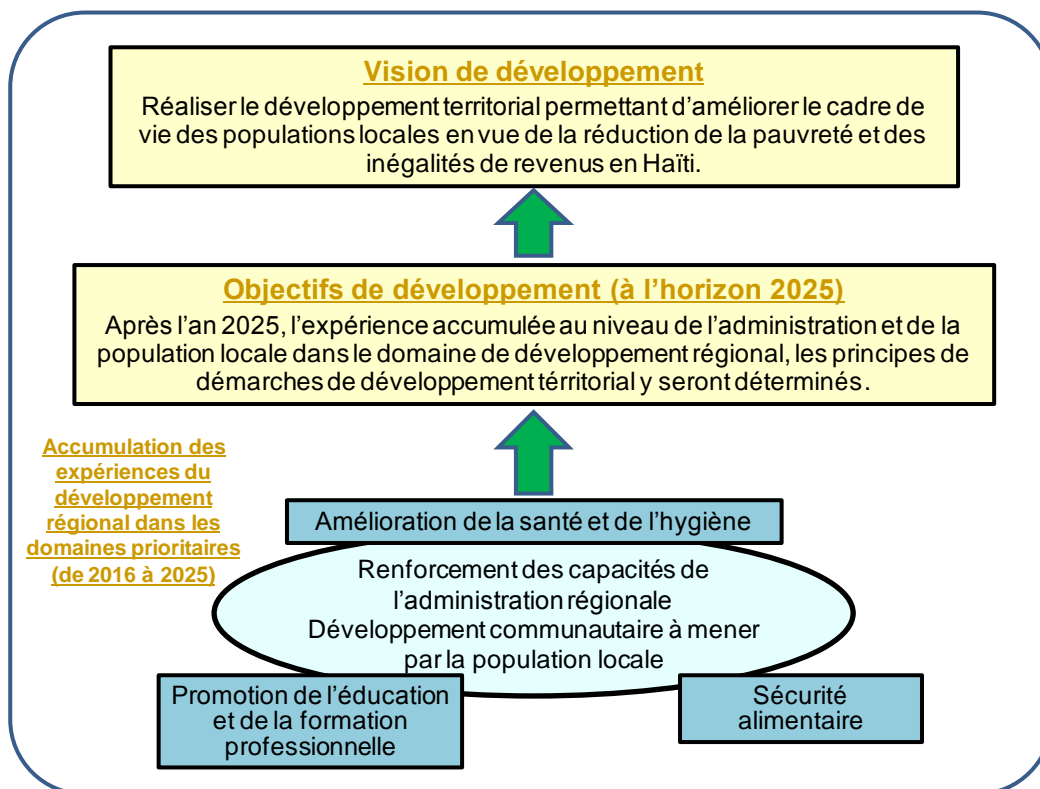 Vision de développement
Réaliser le développement territorial permettant d'améliorer le cadre de
vie des populations locales en vue de la réduction de la pauvreté et des
inégalités de revenus en Haïti.
Objectifs de développement (à l'horizon 2025)
Après l'an 2025, l'expérience accumulée au niveau de l'administration et de la
population locale dans le domaine de développement régional, les principes de
démarches de développement térritorial y seront déterminés.
Accumulation des
expériences du
développement
régional dans les
domaines prioritaires
(de 2016 à 2025)
Amélioration de la santé et de l'hygiène
Renforcement des capacités de
l'administration régionale
Développement communautaire à mener
par la population locale
Promotion de l'éducation
et de la formation
professionnelle
Sécurité
alimentaire